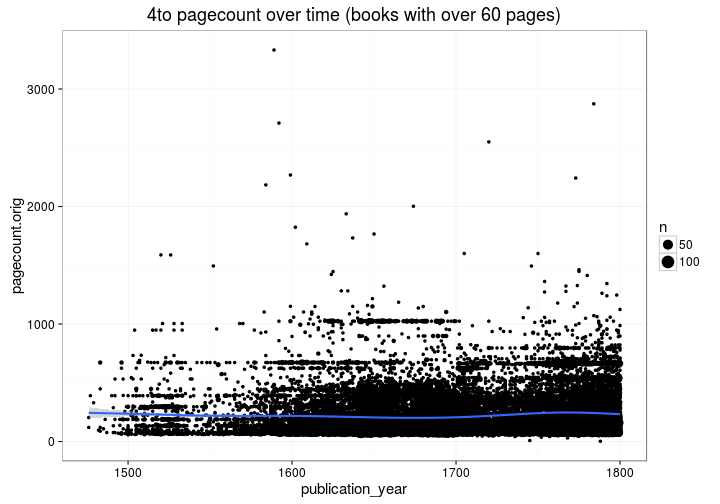 4to pagecount over time (books with over 60 pages)
pagecount.orig
3000
2000
1000
0
1500
1600
1700
1800
publication_year
n
50
100